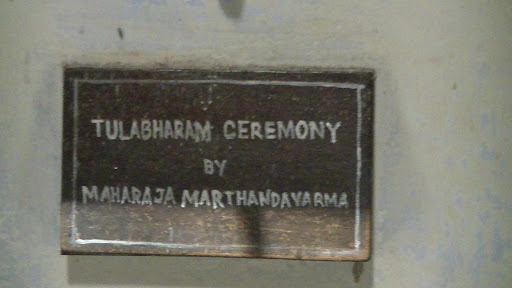 TULABHARAM CEREMONY
BY
MAHARAJA MARTHANDAVARMA